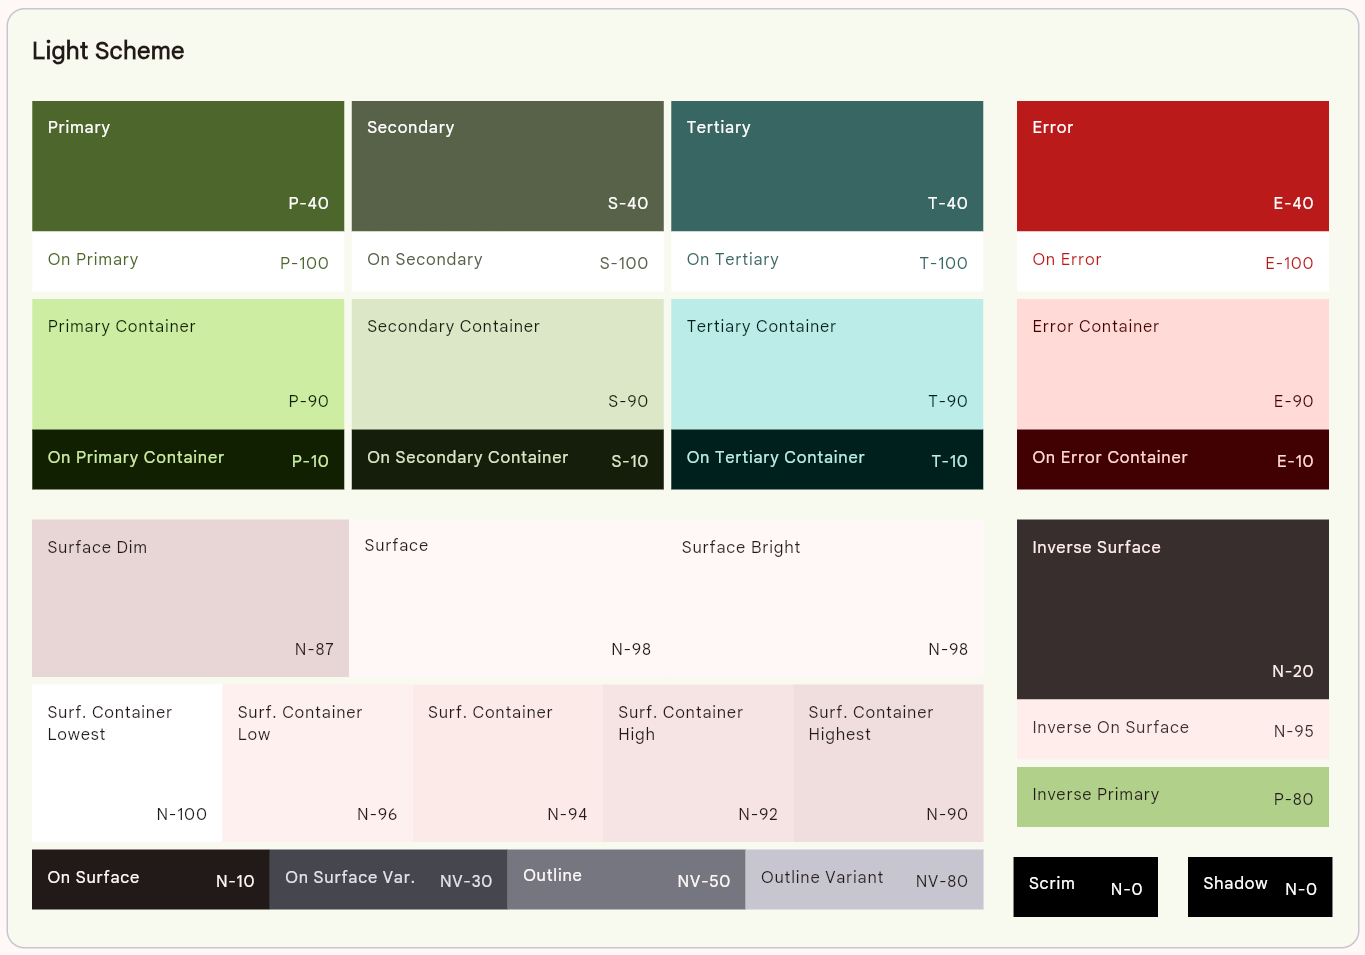 Light Scheme
Primary
P-40
Secondary
S-40
Tertiary
T-40
Error
E-40
On Primary
P-100
On Secondary
S-100
On Tertiary
T-100
On Error
E-100
Primary Container
P-90
Secondary Container
S-90
Tertiary Container
T-90
Error Container
E-90
On Primary Container
P-10
On Secondary Container
S-10
On Tertiary Container
T-10
On Error Container
E-10
Surface Dim
N-87
Surface
N-98
Surface Bright
N-98
Inverse Surface
N-20
Surf. Container
Lowest
N-100
Surf. Container
Low
N-96
Surf. Container
N-94
Surf. Container
High
N-92
Surf. Container
Highest
N-90
Inverse On Surface
N-95
Inverse Primary
P-80
On Surface
N-10
On Surface Var.
NV-30
Outline
NV-50
Outline Variant
NV-80
Scrim
N-0
Shadow
N-0